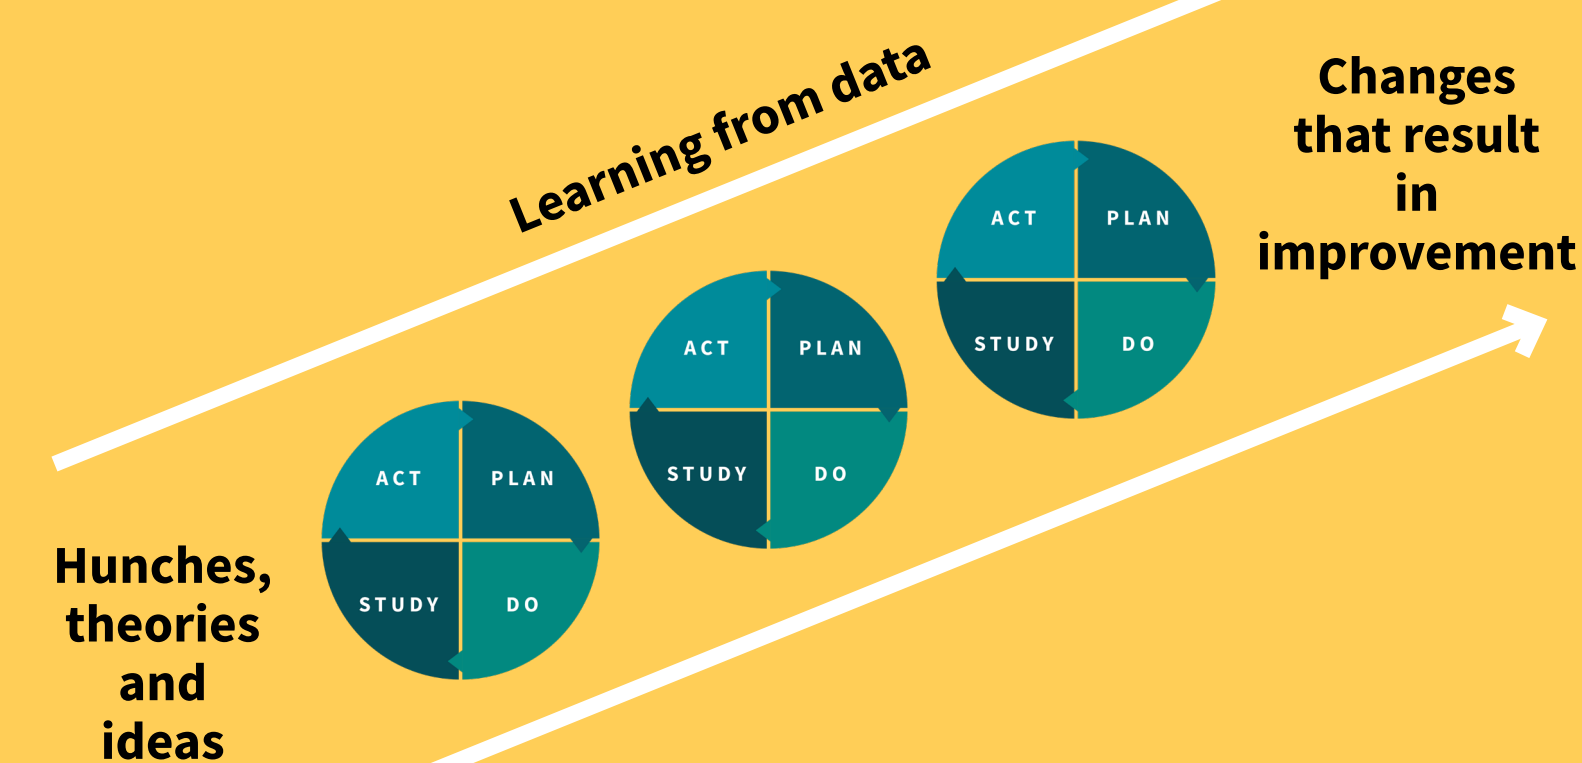 Learning from data
Changes
that result
in
improvement
ACT PLAN
STUDY DO
ACT PLAN
STUDY DO
ACT PLAN
STUDY DO
Hunches,
theories
and
ideas